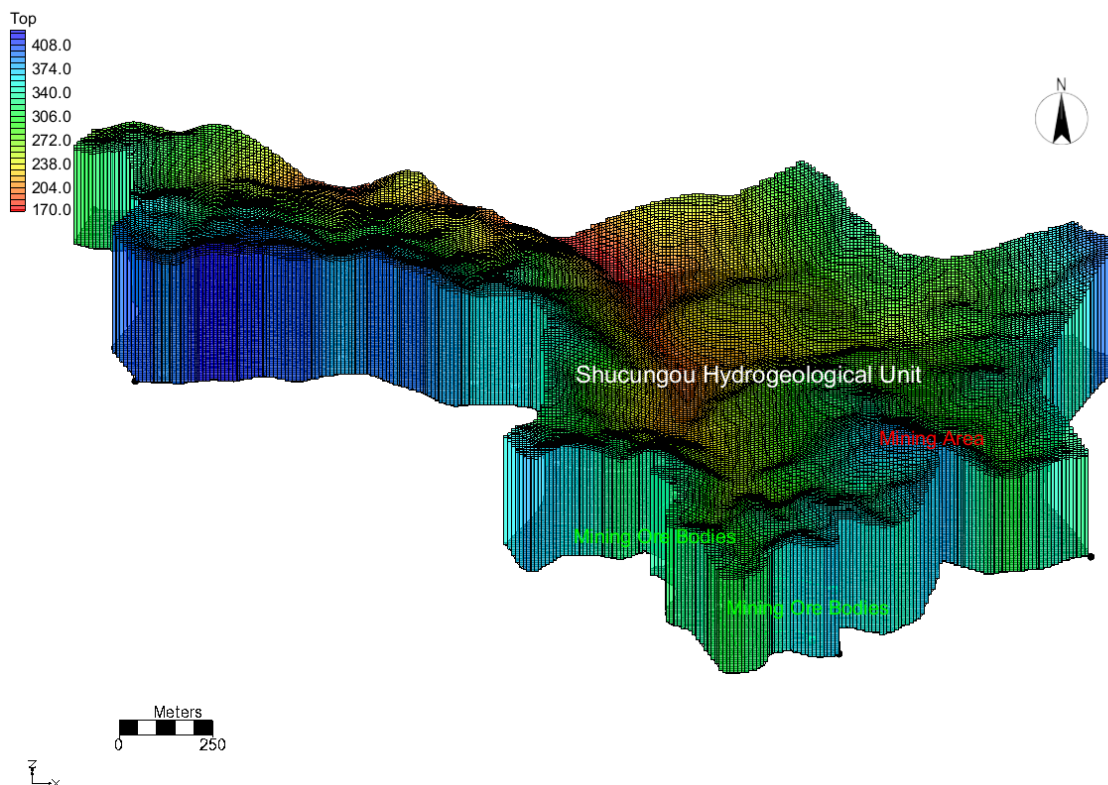 Top
408.0
374.0
340.0
306.0
272.0
238.0
204.0
170.0
N
Shucungou Hydrogeological Unit
Mining Area
Mining Ore Bodies
Mining Ore Bodies
Meters
0 250
Z
X